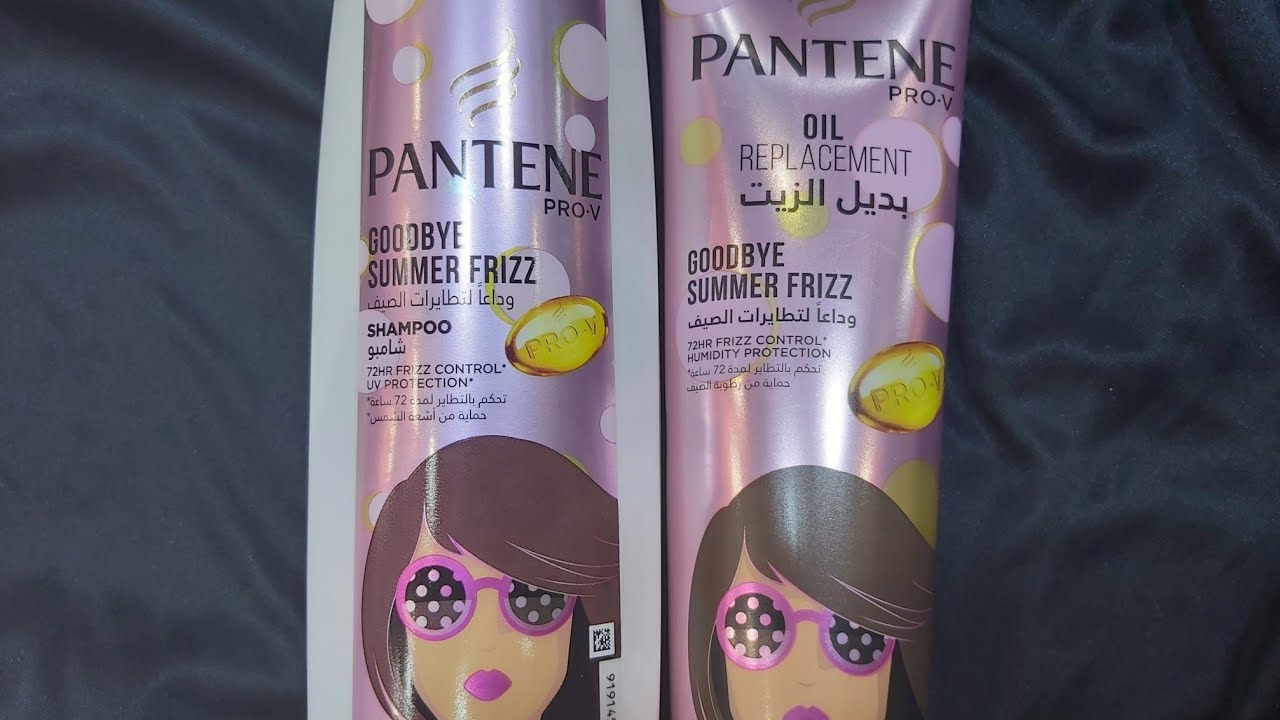 PANTENE
PRO-V
GOODBYE
SUMMER FRIZZ
وداعاً لتطايرات الصيف
SHAMPOO
شامبو
72HR FRIZZ CONTROL*
UV PROTECTION*
تحكم بالتطاير لمدة 72 ساعة*
حماية من أشعة الشمس*
PRO-V
PANTENE
PRO-V
OIL
REPLACEMENT
بديل الزيت
GOODBYE
SUMMER FRIZZ
وداعاً لتطايرات الصيف
72HR FRIZZ CONTROL*
HUMIDITY PROTECTION
تحكم بالتطاير لمدة 72 ساعة*
حماية من رطوبة الصيف
PRO-V